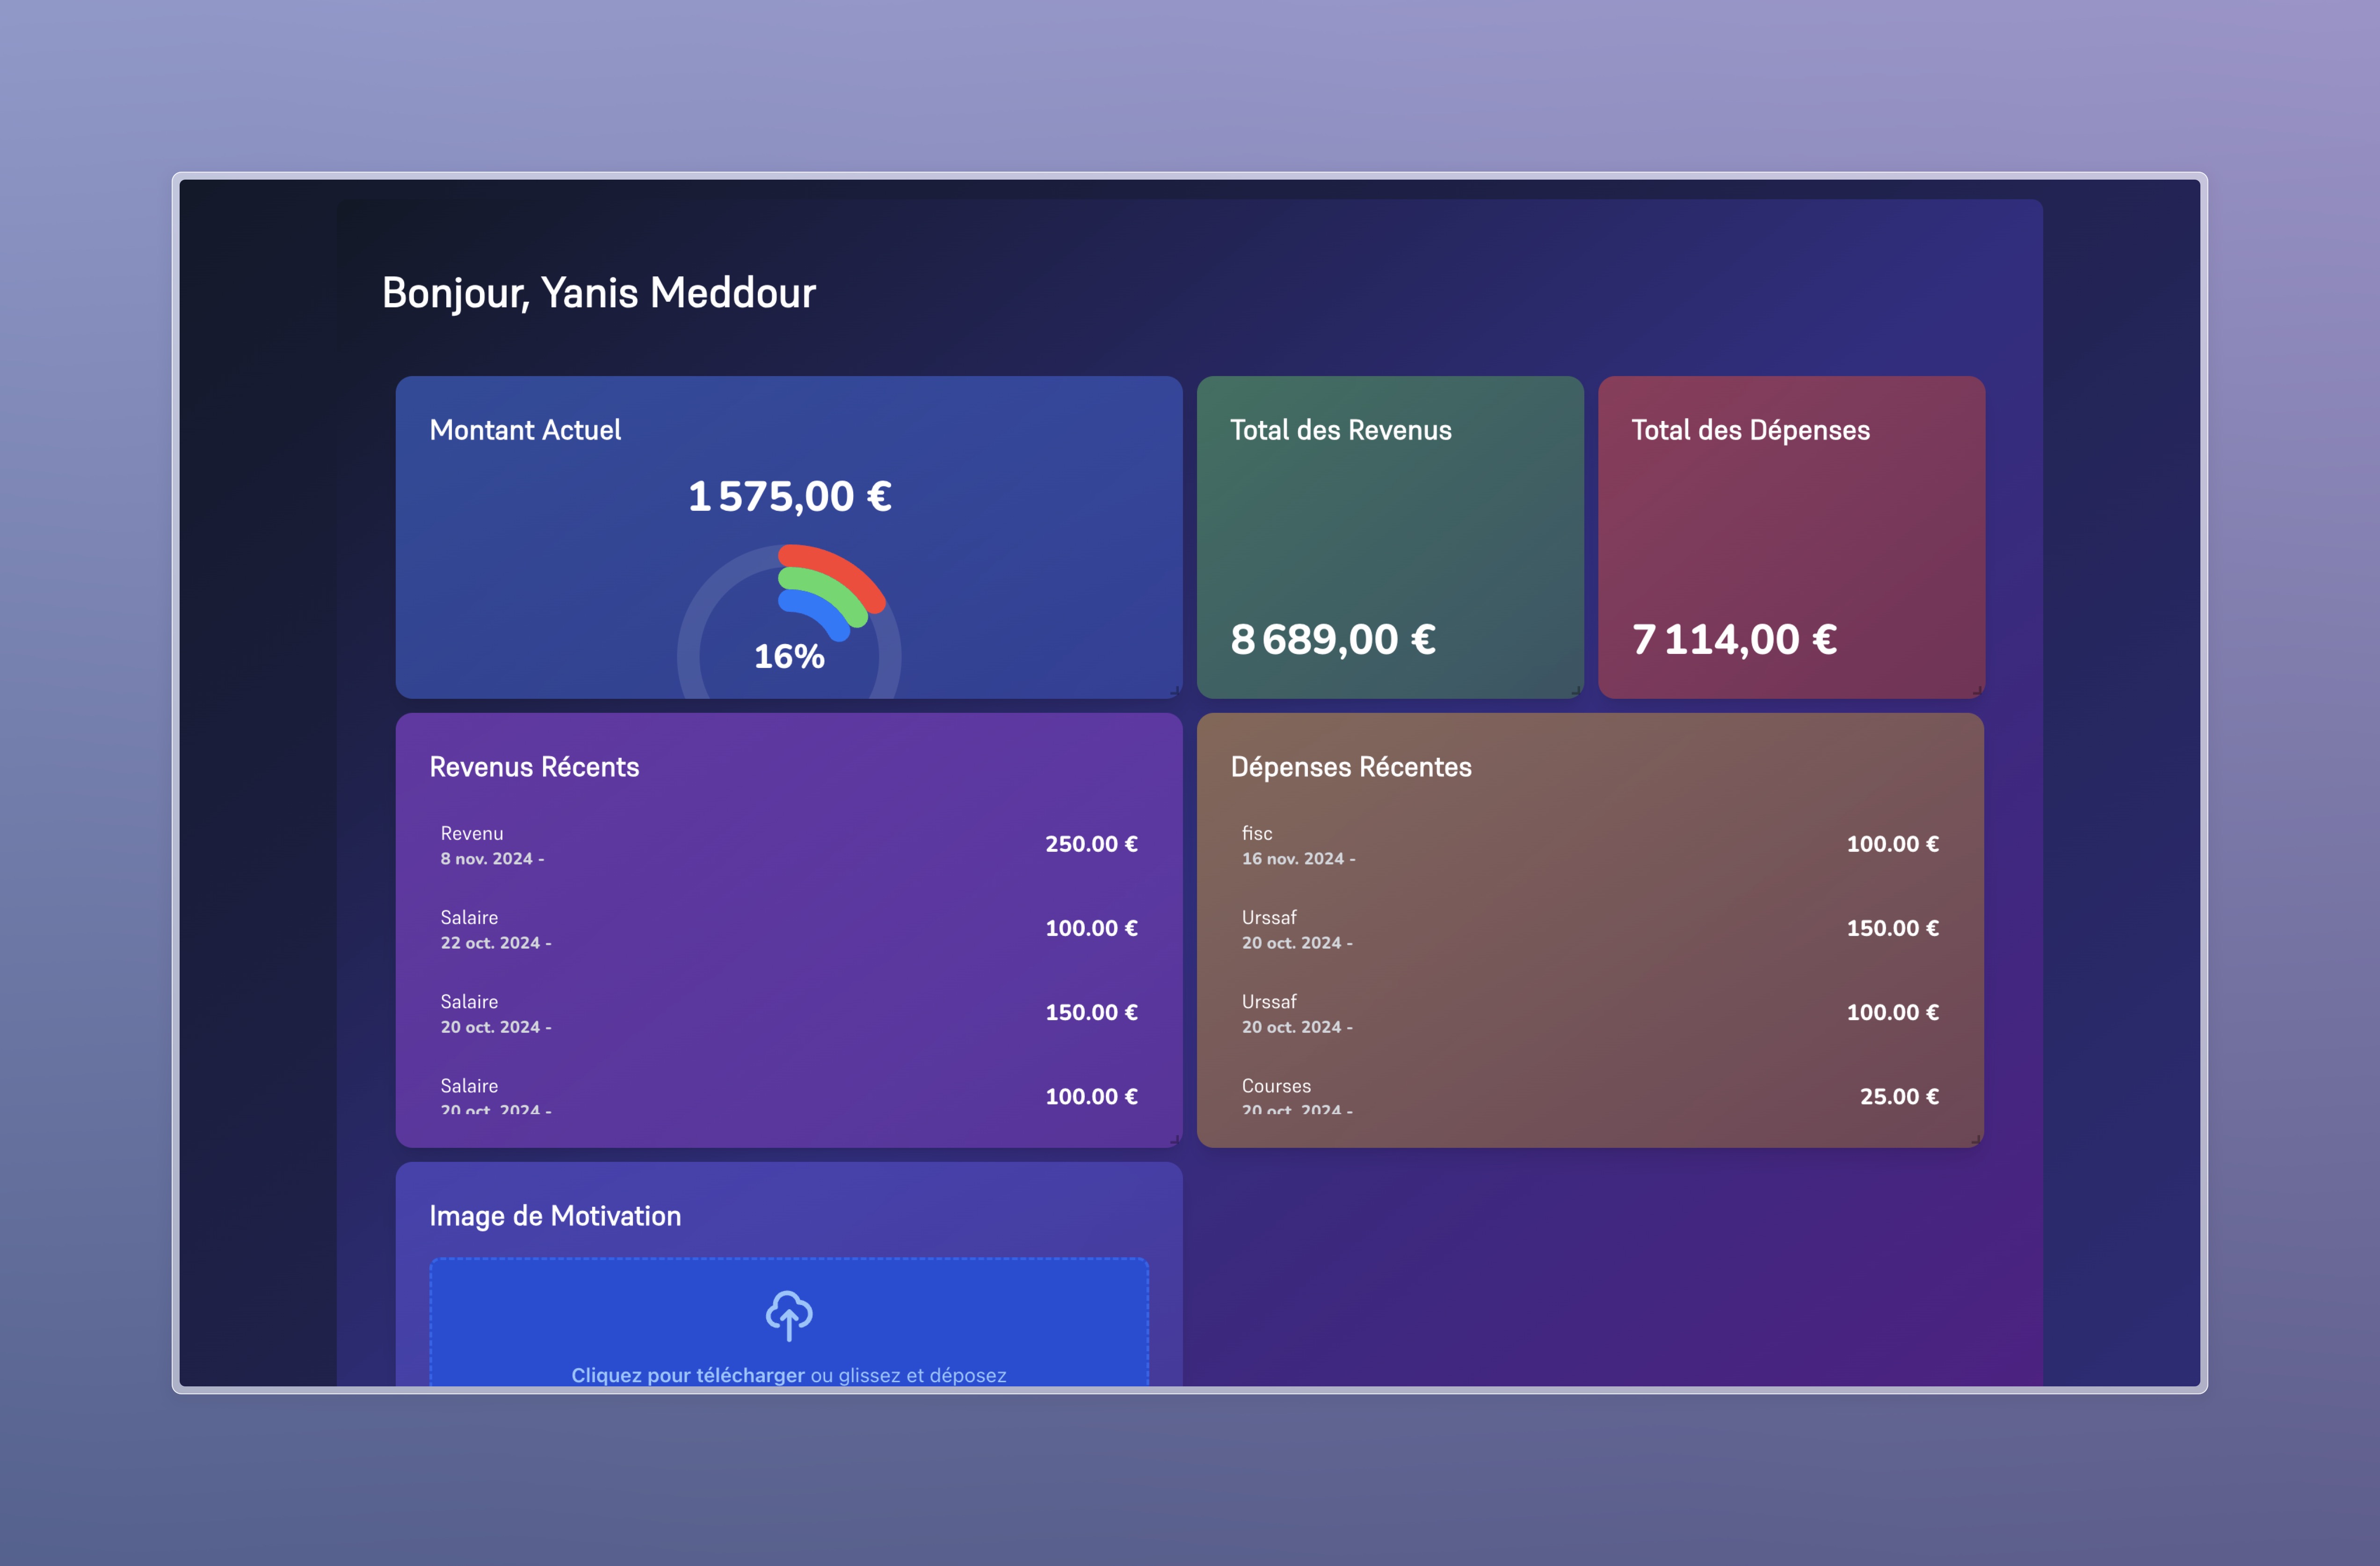 Bonjour, Yanis Meddour
Montant Actuel
1 575,00 €
16%
Total des Revenus
8 689,00 €
Total des Dépenses
7 114,00 €
Revenus Récents
Revenu
8 nov. 2024 -
250.00 €
Salaire
22 oct. 2024 -
100.00 €
Salaire
20 oct. 2024 -
150.00 €
Salaire
20 oct. 2024 -
100.00 €
Dépenses Récentes
fisc
16 nov. 2024 -
100.00 €
Urssaf
20 oct. 2024 -
150.00 €
Urssaf
20 oct. 2024 -
100.00 €
Courses
20 oct. 2024 -
25.00 €
Image de Motivation
Cliquez pour télécharger ou glissez et déposez